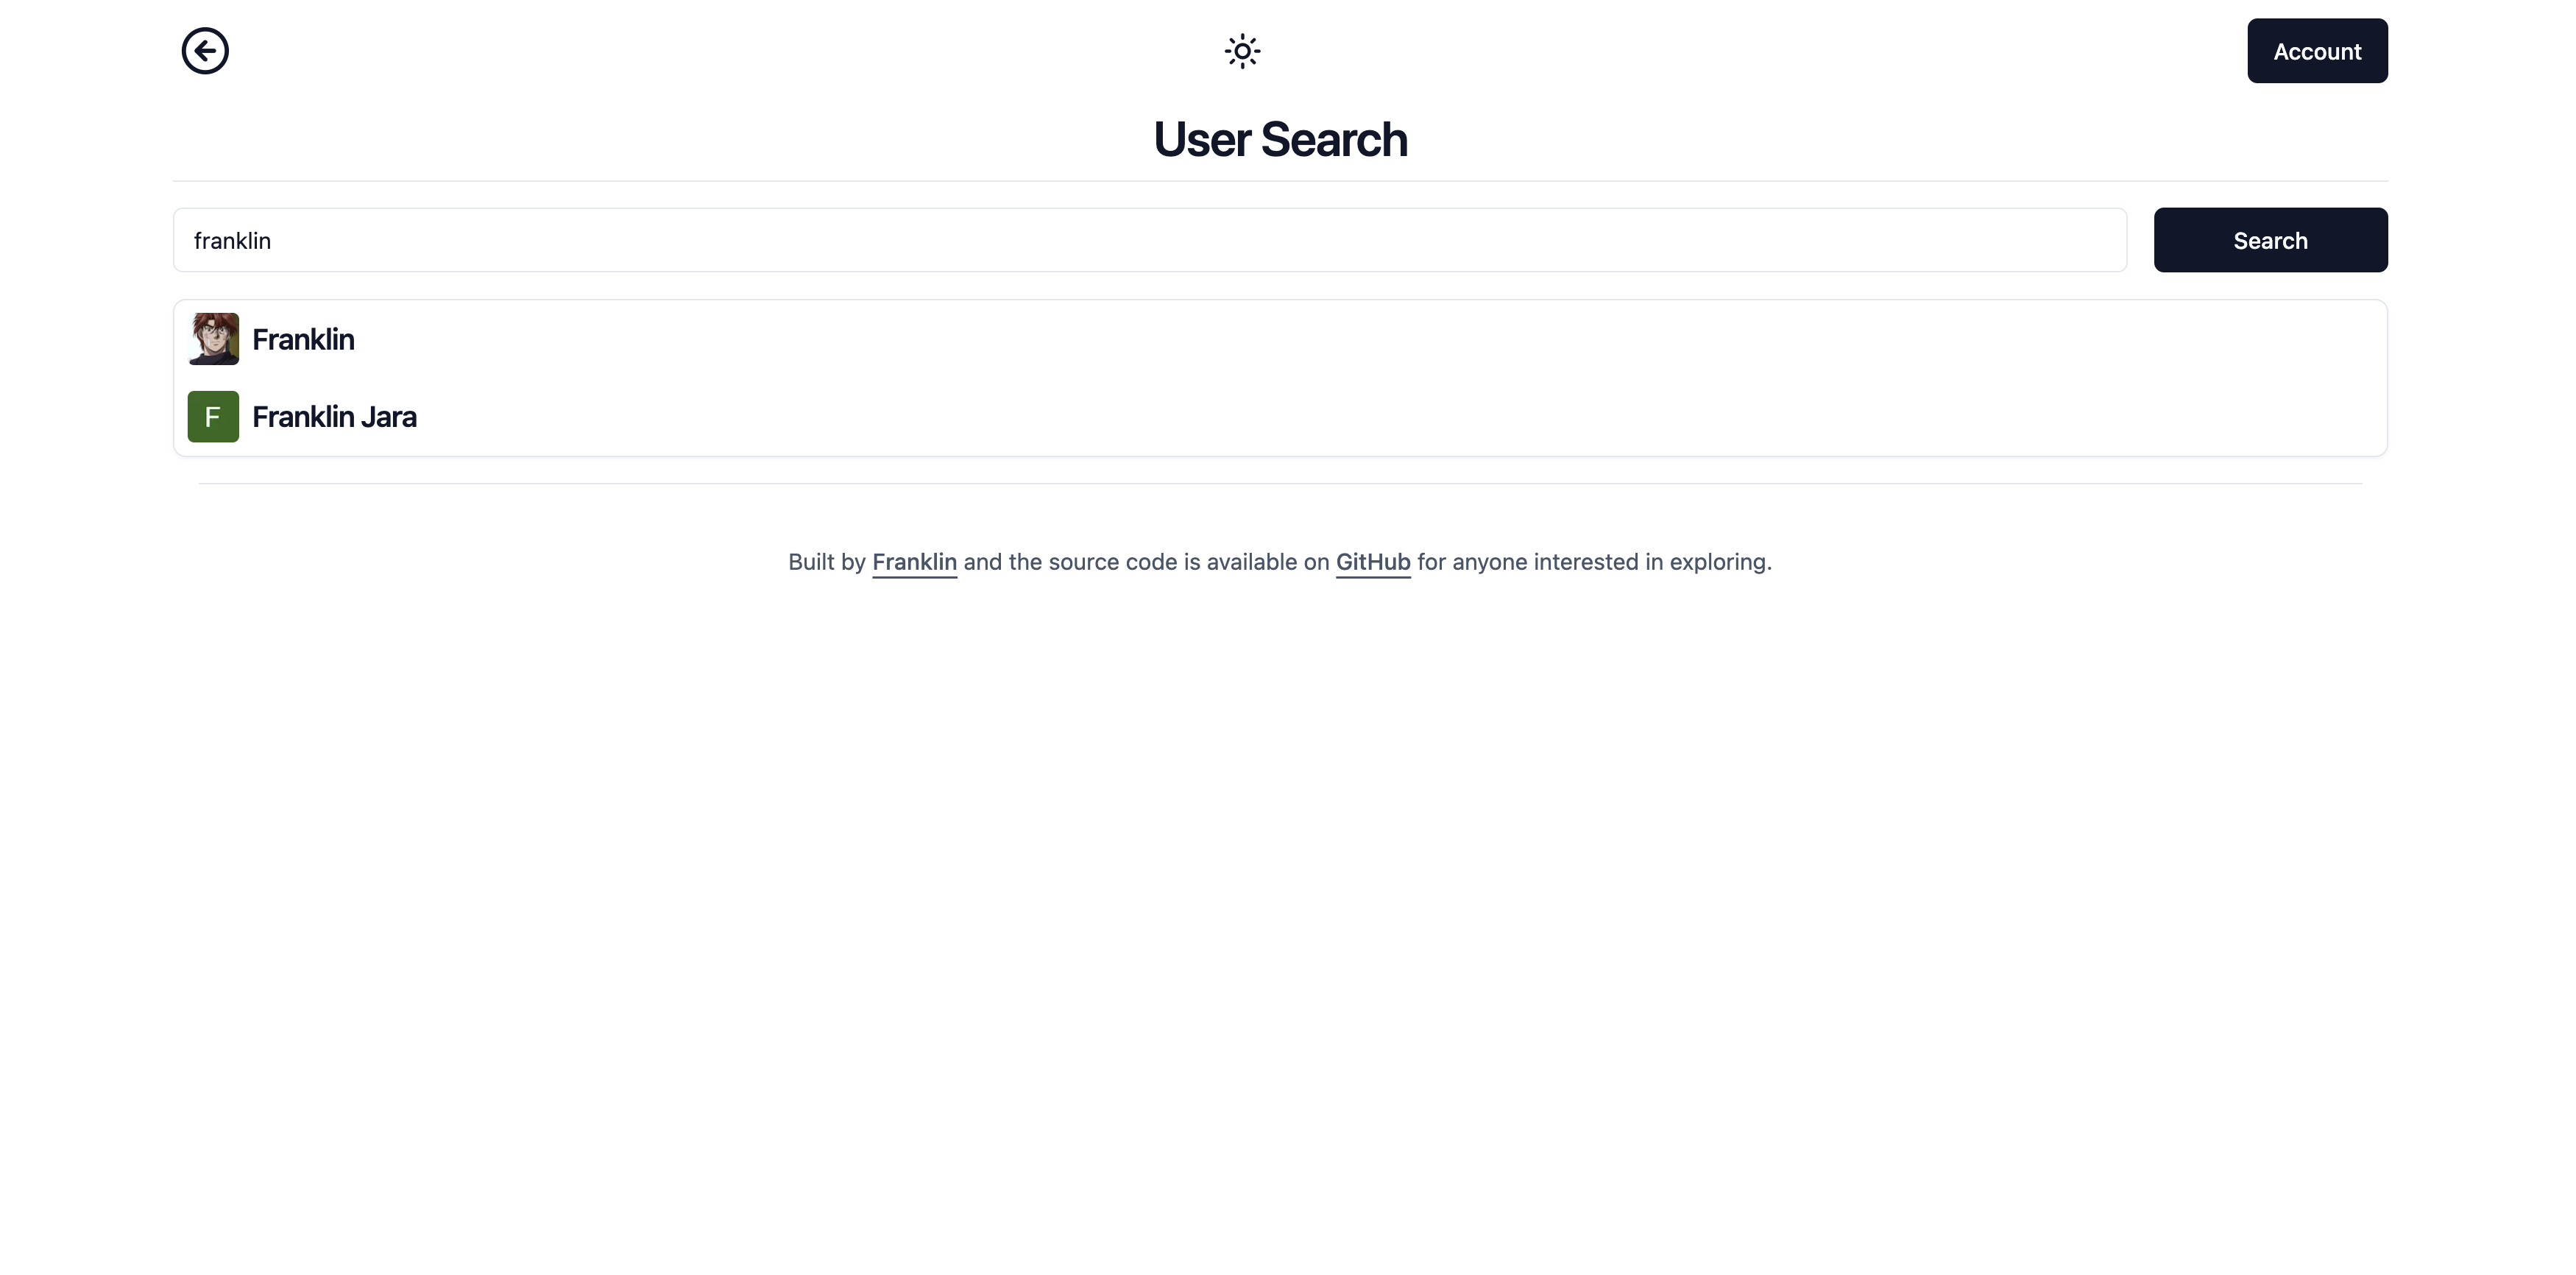 Account
User Search
franklin
Search
Franklin
F
Franklin Jara
Built by Franklin and the source code is available on GitHub for anyone interested in exploring.